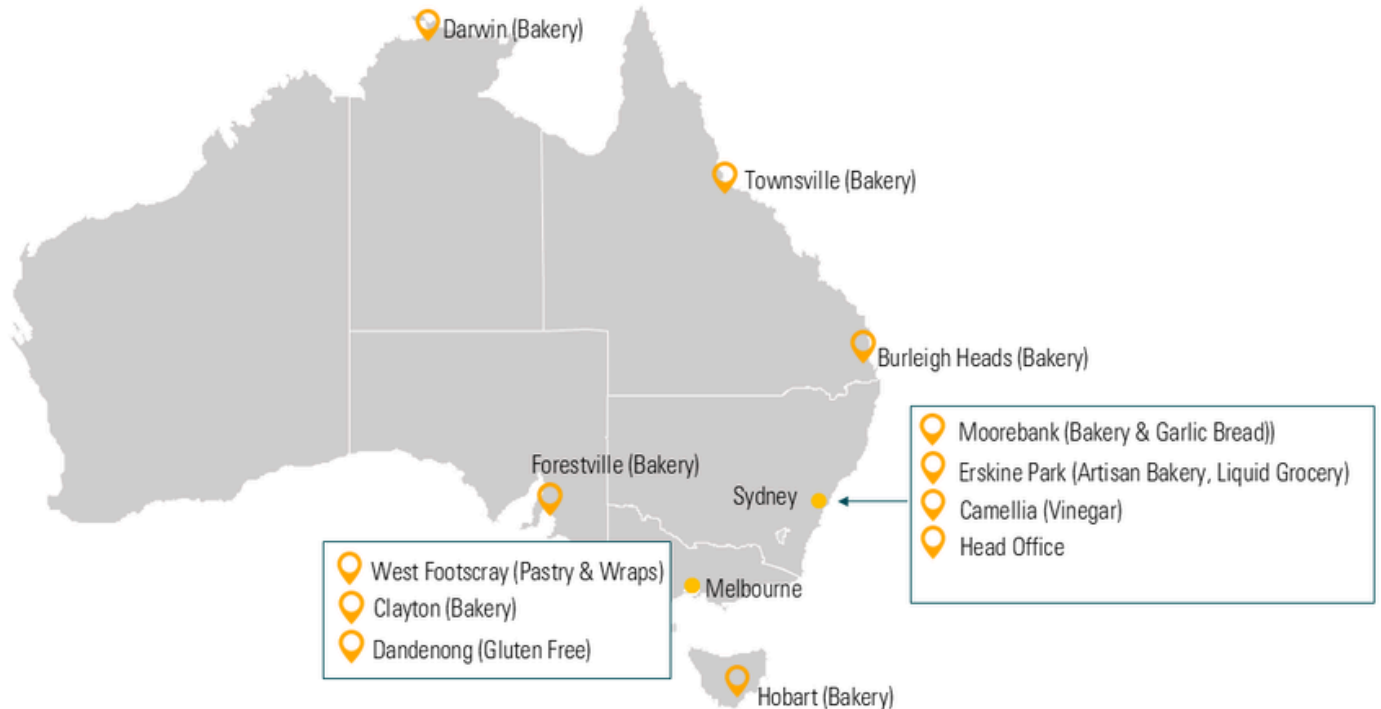 Darwin (Bakery)
Townsville (Bakery)
Burleigh Heads (Bakery)
Moorebank (Bakery & Garlic Bread))
Erskine Park (Artisan Bakery, Liquid Grocery)
Camellia (Vinegar)
Head Office
Forestville (Bakery)
Sydney
West Footscray (Pastry & Wraps)
Clayton (Bakery)
Dandenong (Gluten Free)
Melbourne
Hobart (Bakery)